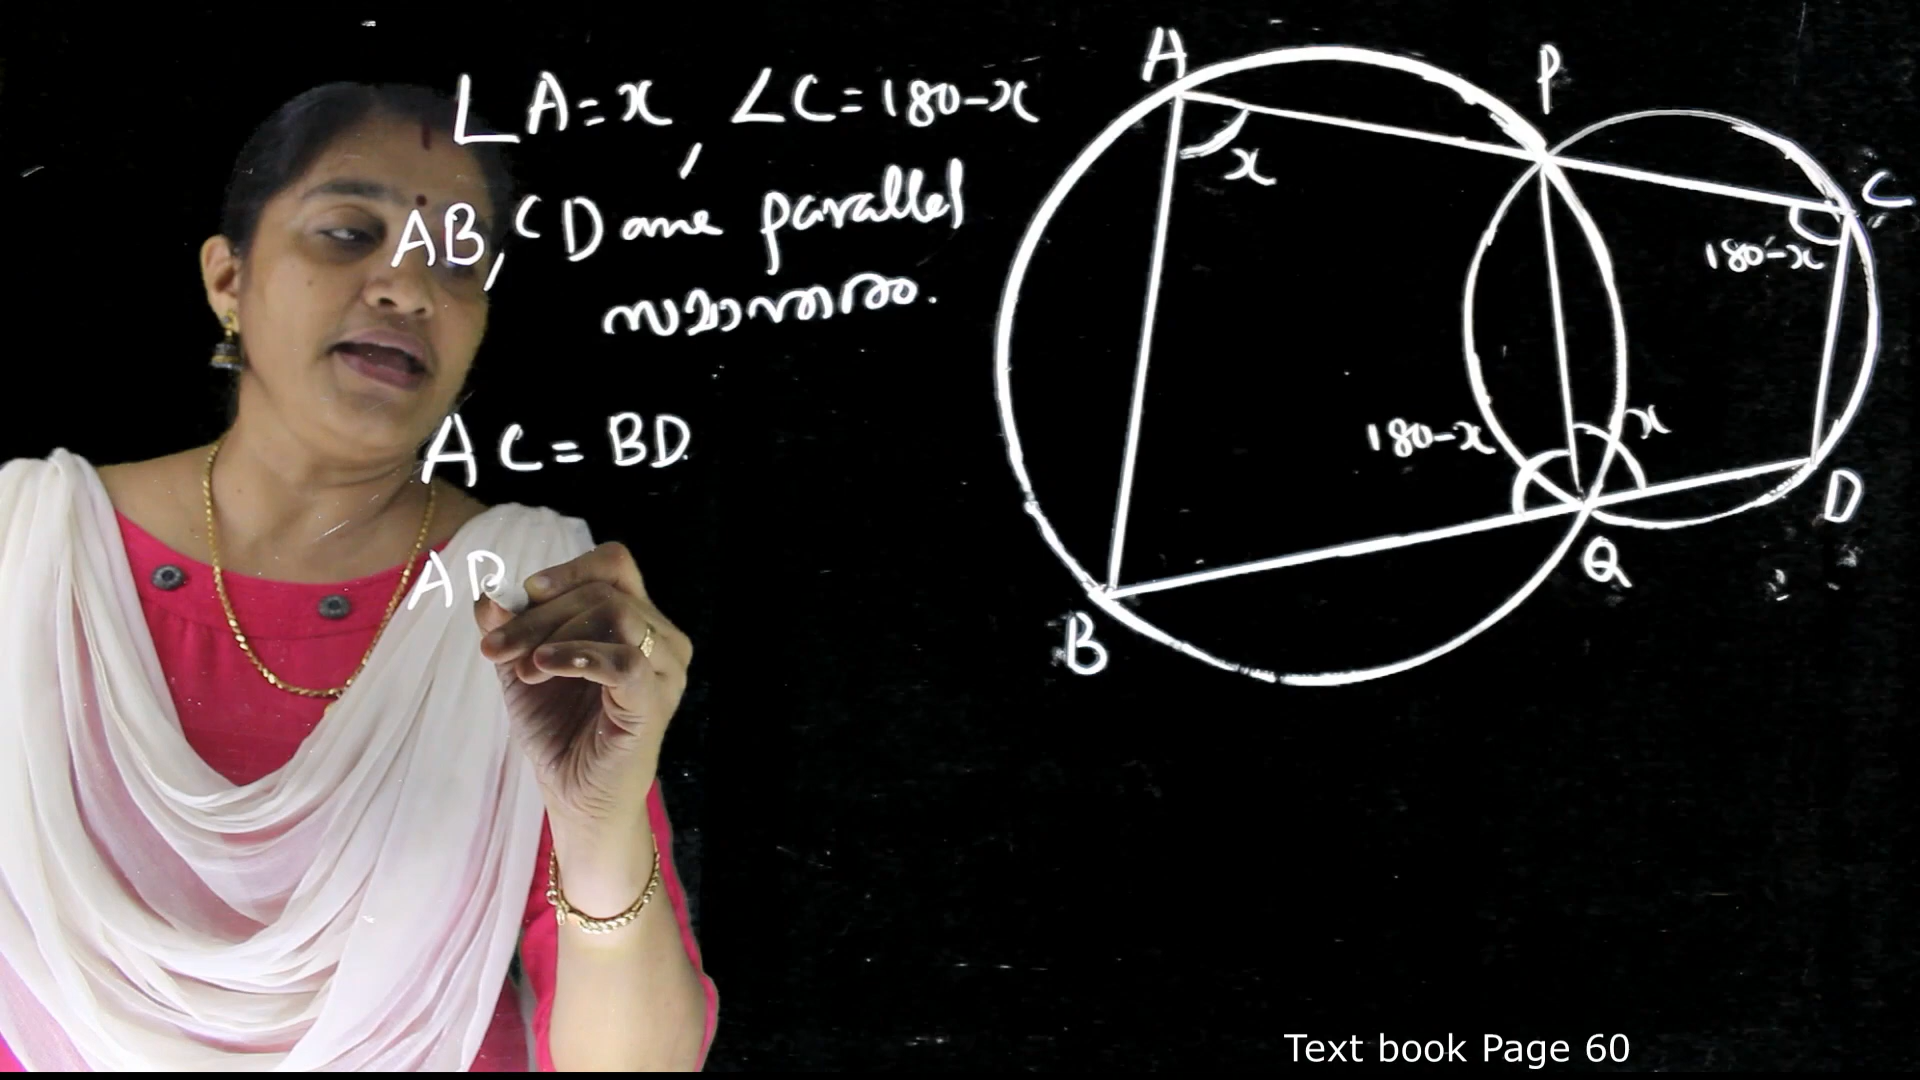 ∠A=x, ∠C=180-x
AB, CD are parallel
സമാന്തരം.
AC=BD.
AB
A
P
C
x
180-x
180-x
x
D
Q
B
Text book Page 60